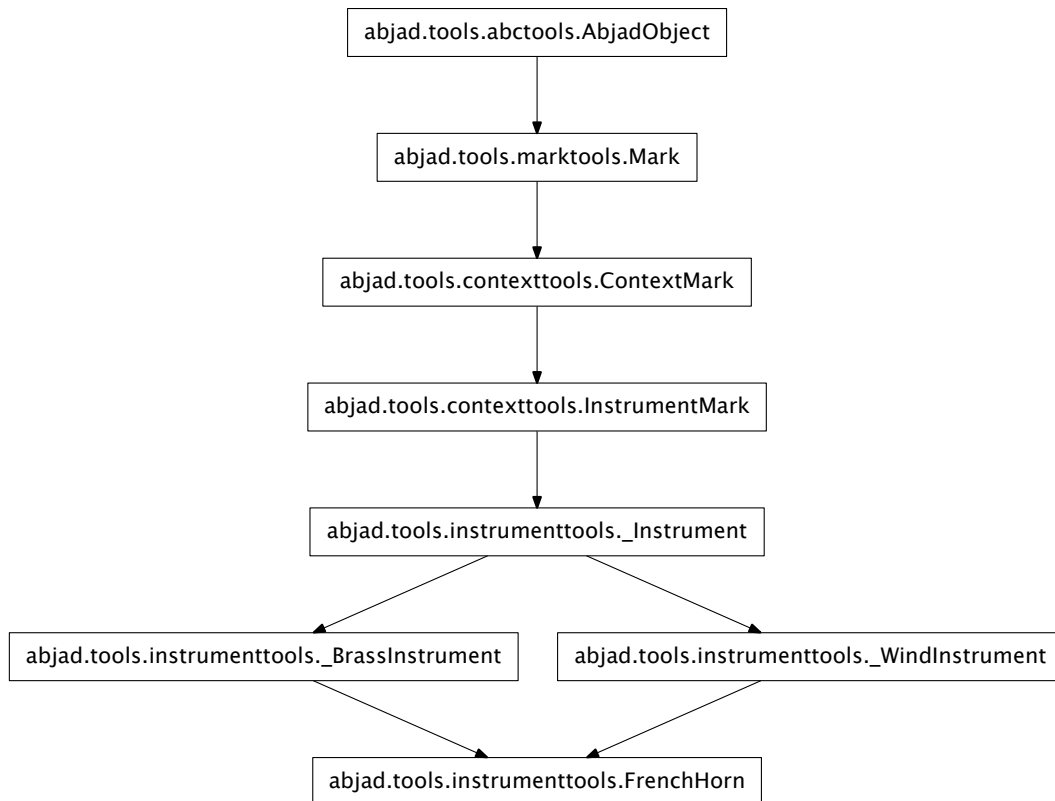 abjad.tools.abctools.AbjadObject
abjad.tools.marktools.Mark
abjad.tools.contexttools.ContextMark
abjad.tools.contexttools.InstrumentMark
abjad.tools.instrumenttools._Instrument
abjad.tools.instrumenttools._BrassInstrument
abjad.tools.instrumenttools._WindInstrument
abjad.tools.instrumenttools.FrenchHorn